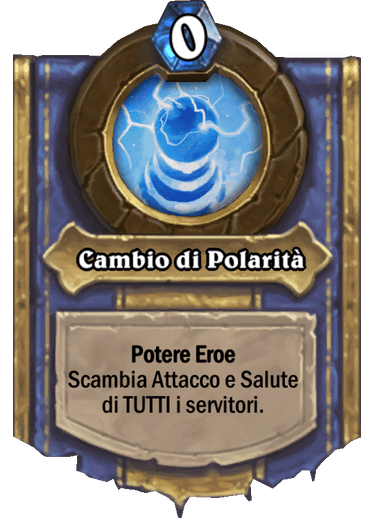 0
Cambio di Polarità
Potere Eroe
Scambia Attacco e Salute
di TUTTI i servitori.